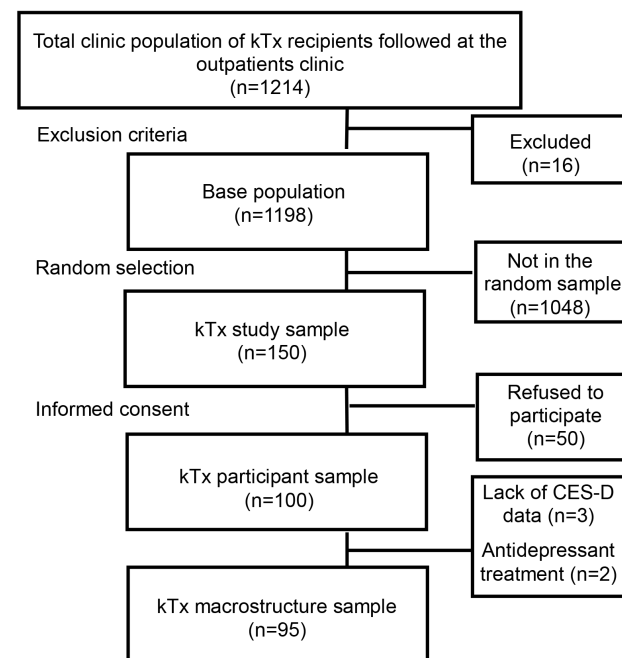 Total clinic population of kTx recipients followed at the
outpatients clinic
(n=1214)
Exclusion criteria
Excluded
(n=16)
Base population
(n=1198)
Random selection
Not in the
random sample
(n=1048)
kTx study sample
(n=150)
Informed consent
Refused to
participate
(n=50)
kTx participant sample
(n=100)
Lack of CES-D
data (n=3)
Antidepressant
treatment (n=2)
kTx macrostructure sample
(n=95)